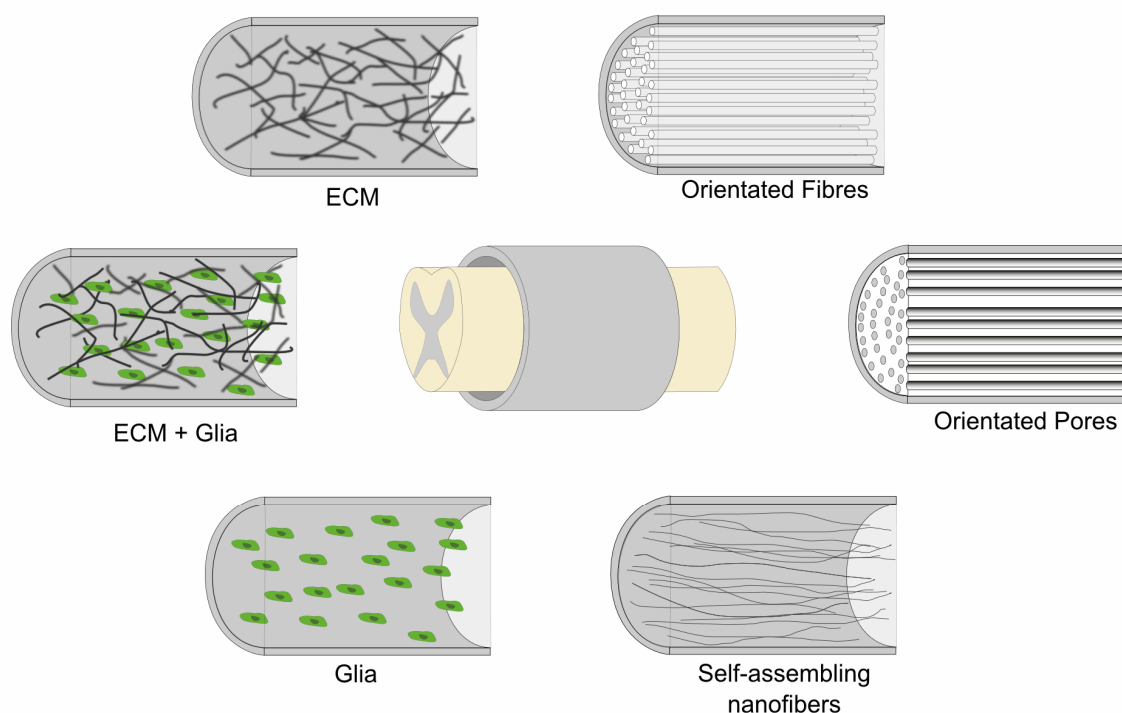 ECM
Orientated Fibres
ECM + Glia
Orientated Pores
Glia
Self-assembling
nanofibers